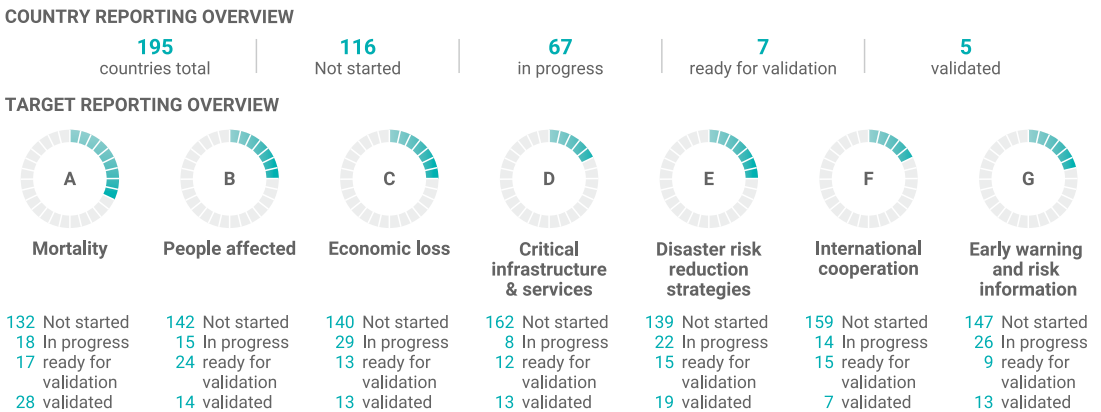 COUNTRY REPORTING OVERVIEW
195
countries total
116
Not started
67
in progress
7
ready for validation
5
validated
TARGET REPORTING OVERVIEW
A
Mortality
132 Not started
18 In progress
17 ready for
validation
28 validated
B
People affected
142 Not started
15 In progress
24 ready for
validation
14 validated
C
Economic loss
140 Not started
29 In progress
13 ready for
validation
13 validated
D
Critical
infrastructure
& services
162 Not started
8 In progress
12 ready for
validation
13 validated
E
Disaster risk
reduction
strategies
139 Not started
22 In progress
15 ready for
validation
19 validated
F
International
cooperation
159 Not started
14 In progress
15 ready for
validation
7 validated
G
Early warning
and risk
information
147 Not started
26 In progress
9 ready for
validation
13 validated